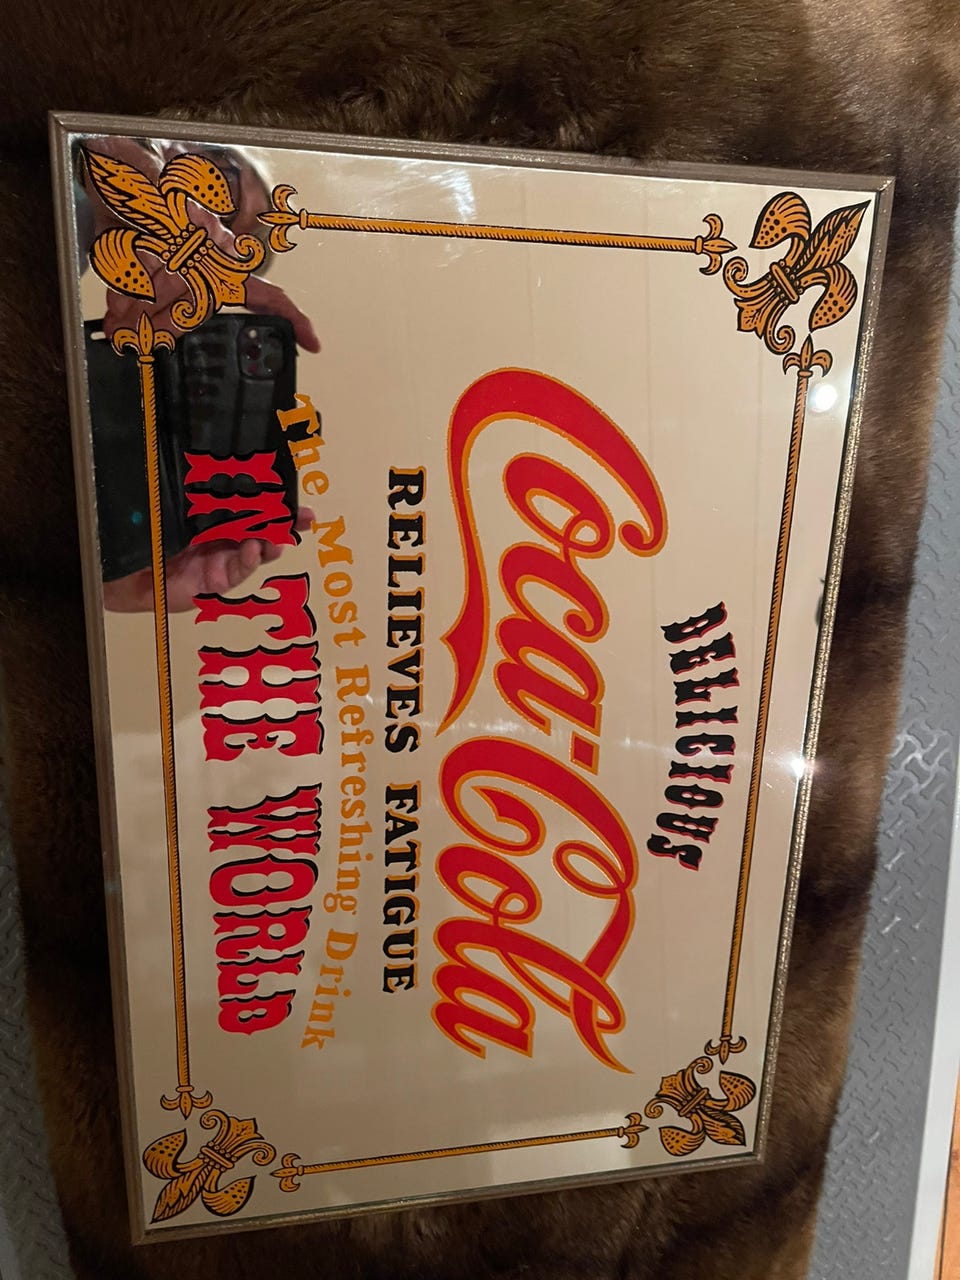 DELICIOUS
Coca-Cola
RELIEVES FATIGUE
The Most Refreshing Drink
IN THE WORLD